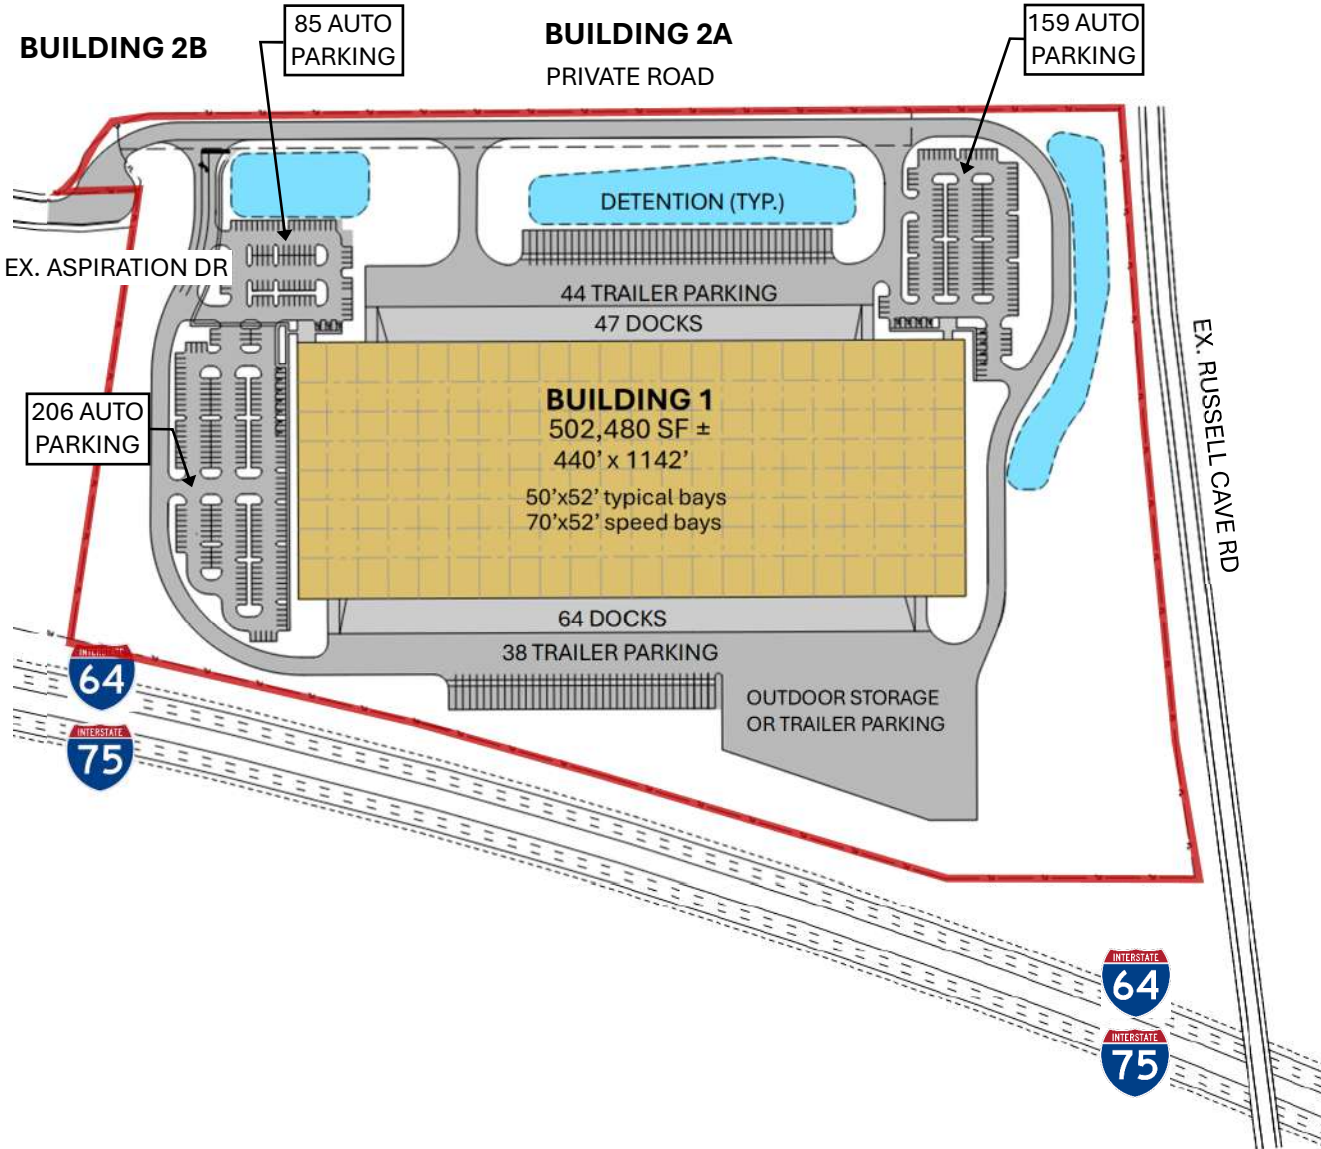 BUILDING 2B
85 AUTO
PARKING
BUILDING 2A
PRIVATE ROAD
159 AUTO
PARKING
DETENTION (TYP.)
EX. ASPIRATION DR
44 TRAILER PARKING
47 DOCKS
EX. RUSSELL CAVE RD
206 AUTO
PARKING
BUILDING 1
502,480 SF ±
440' x 1142'
50'x52' typical bays
70'x52' speed bays
64 DOCKS
38 TRAILER PARKING
INTERSTATE
64
OUTDOOR STORAGE
OR TRAILER PARKING
INTERSTATE
75
INTERSTATE
64
INTERSTATE
75